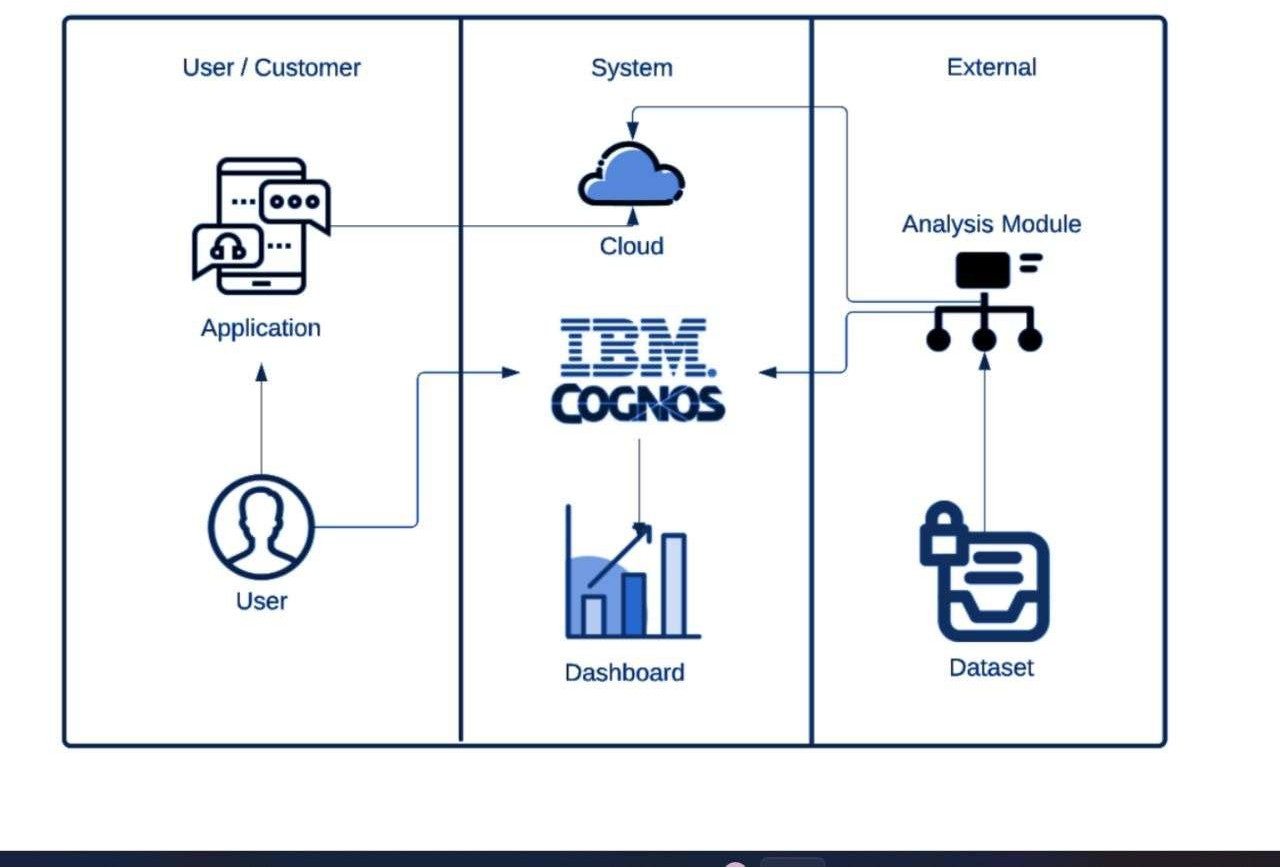 User / Customer
System
External
Analysis Module
Cloud
Application
IBM.
COGNOS
User
Dashboard
Dataset